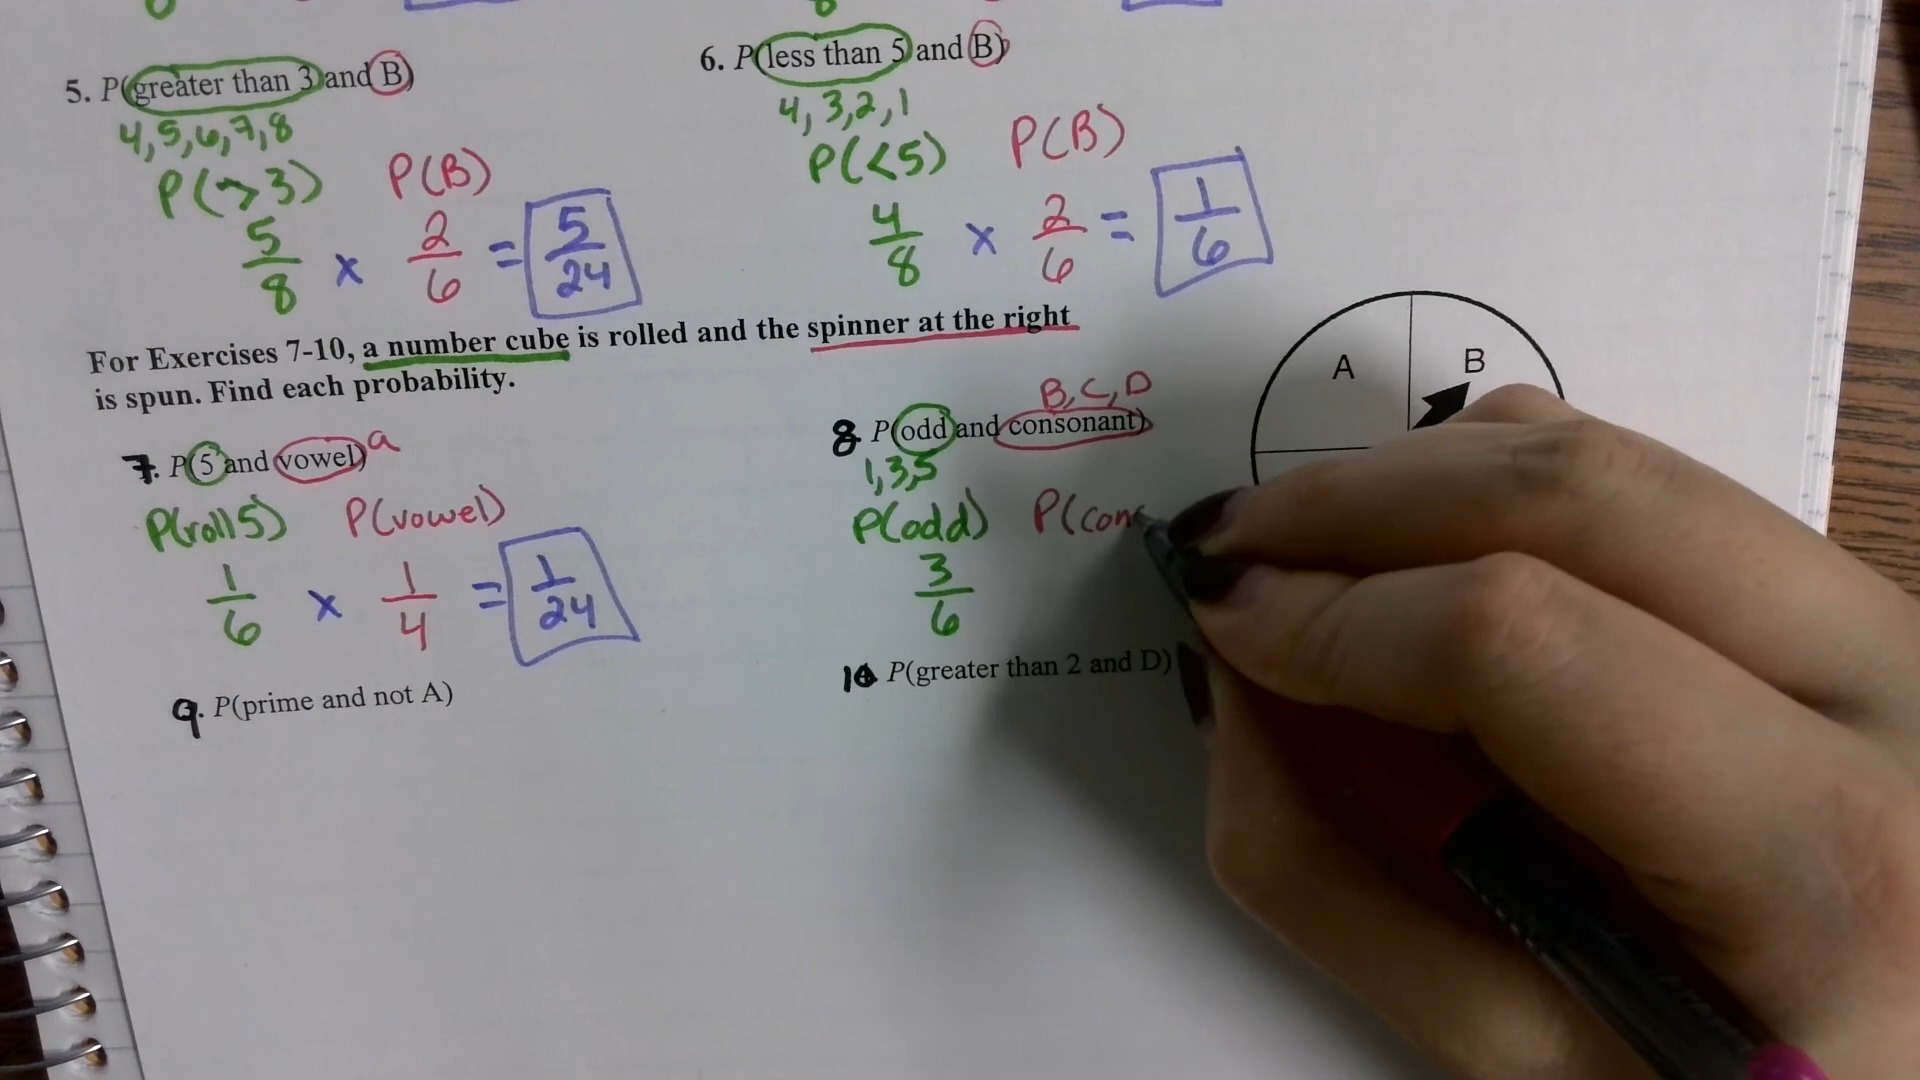 5. P(greater than 3 and B)
4,5,6,7,8
P(>3) P(B)
5/8 x 2/6 = 5/24
6. P(less than 5 and B)
4,3,2,1
P(<5) P(B)
4/8 x 2/6 = 1/6
For Exercises 7-10, a number cube is rolled and the spinner at the right
is spun. Find each probability.
A B
7. P(5 and vowel) a
P(roll 5) P(vowel)
1/6 x 1/4 = 1/24
B,C,D
8 P(odd and consonant)
1,3,5
P(odd) P(cons
3/6
9. P(prime and not A)
10 P(greater than 2 and D)